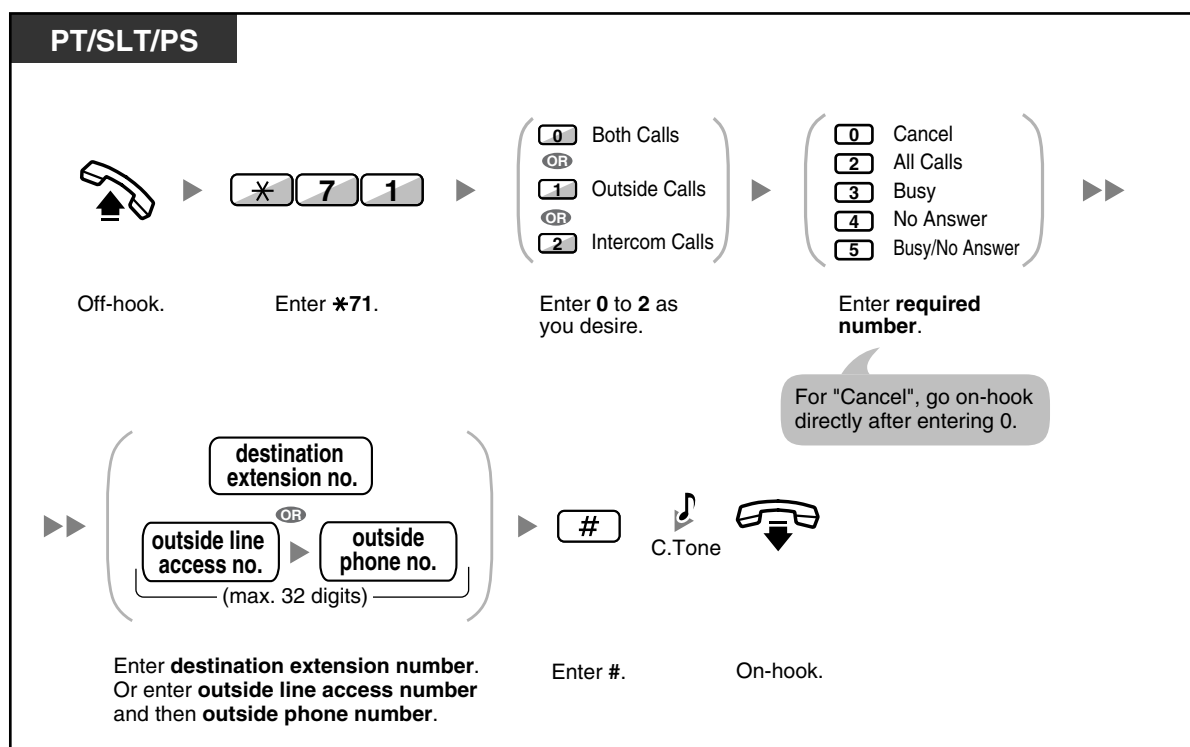 PT/SLT/PS
0 Both Calls
OR
1 Outside Calls
OR
2 Intercom Calls
0 Cancel
2 All Calls
3 Busy
4 No Answer
5 Busy/No Answer
* 7 1
Off-hook.
Enter *71.
Enter 0 to 2 as
you desire.
Enter required
number.
For "Cancel", go on-hook
directly after entering 0.
destination
extension no.
OR
outside line
access no.
outside
phone no.
(max. 32 digits)
#
C.Tone
Enter destination extension number.
Or enter outside line access number
and then outside phone number.
Enter #.
On-hook.